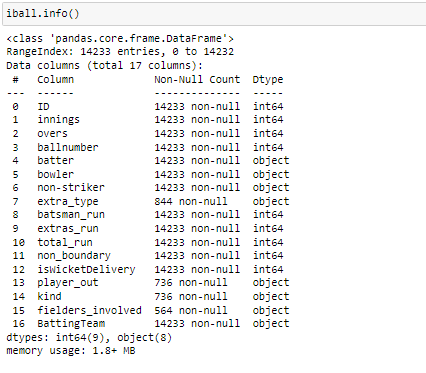 iball.info()
<class 'pandas.core.frame.DataFrame'>
RangeIndex: 14233 entries, 0 to 14232
Data columns (total 17 columns):
 #   Column             Non-Null Count  Dtype
---  ------             --------------  -----
 0   ID                 14233 non-null  int64
 1   innings            14233 non-null  int64
 2   overs              14233 non-null  int64
 3   ballnumber         14233 non-null  int64
 4   batter             14233 non-null  object
 5   bowler             14233 non-null  object
 6   non-striker        14233 non-null  object
 7   extra_type         844 non-null    object
 8   batsman_run        14233 non-null  int64
 9   extras_run         14233 non-null  int64
 10  total_run          14233 non-null  int64
 11  non_boundary       14233 non-null  int64
 12  isWicketDelivery   14233 non-null  int64
 13  player_out         736 non-null    object
 14  kind               736 non-null    object
 15  fielders_involved  564 non-null    object
 16  BattingTeam        14233 non-null  object
dtypes: int64(9), object(8)
memory usage: 1.8+ MB